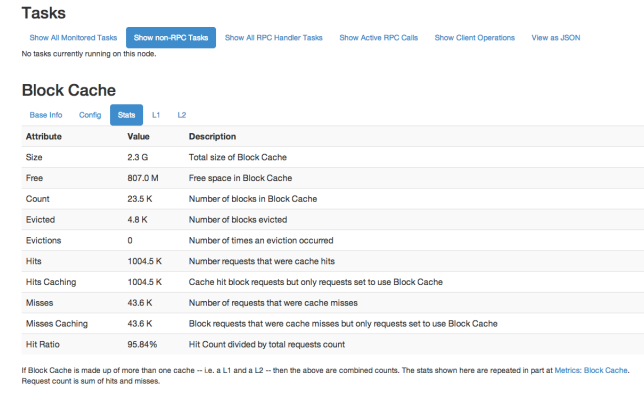 Tasks
Show All Monitored Tasks Show non-RPC Tasks Show All RPC Handler Tasks Show Active RPC Calls Show Client Operations View as JSON
No tasks currently running on this node.
Block Cache
Base Info Config Stats L1 L2
Attribute Value Description
Size 2.3 G Total size of Block Cache
Free 807.0 M Free space in Block Cache
Count 23.5 K Number of blocks in Block Cache
Evicted 4.8 K Number of blocks evicted
Evictions 0 Number of times an eviction occurred
Hits 1004.5 K Number requests that were cache hits
Hits Caching 1004.5 K Cache hit block requests but only requests set to use Block Cache
Misses 43.6 K Number of requests that were cache misses
Misses Caching 43.6 K Block requests that were cache misses but only requests set to use Block Cache
Hit Ratio 95.84% Hit Count divided by total requests count
If Block Cache is made up of more than one cache -- i.e. a L1 and a L2 -- then the above are combined counts. The stats shown here are repeated in part at Metrics: Block Cache.
Request count is sum of hits and misses.